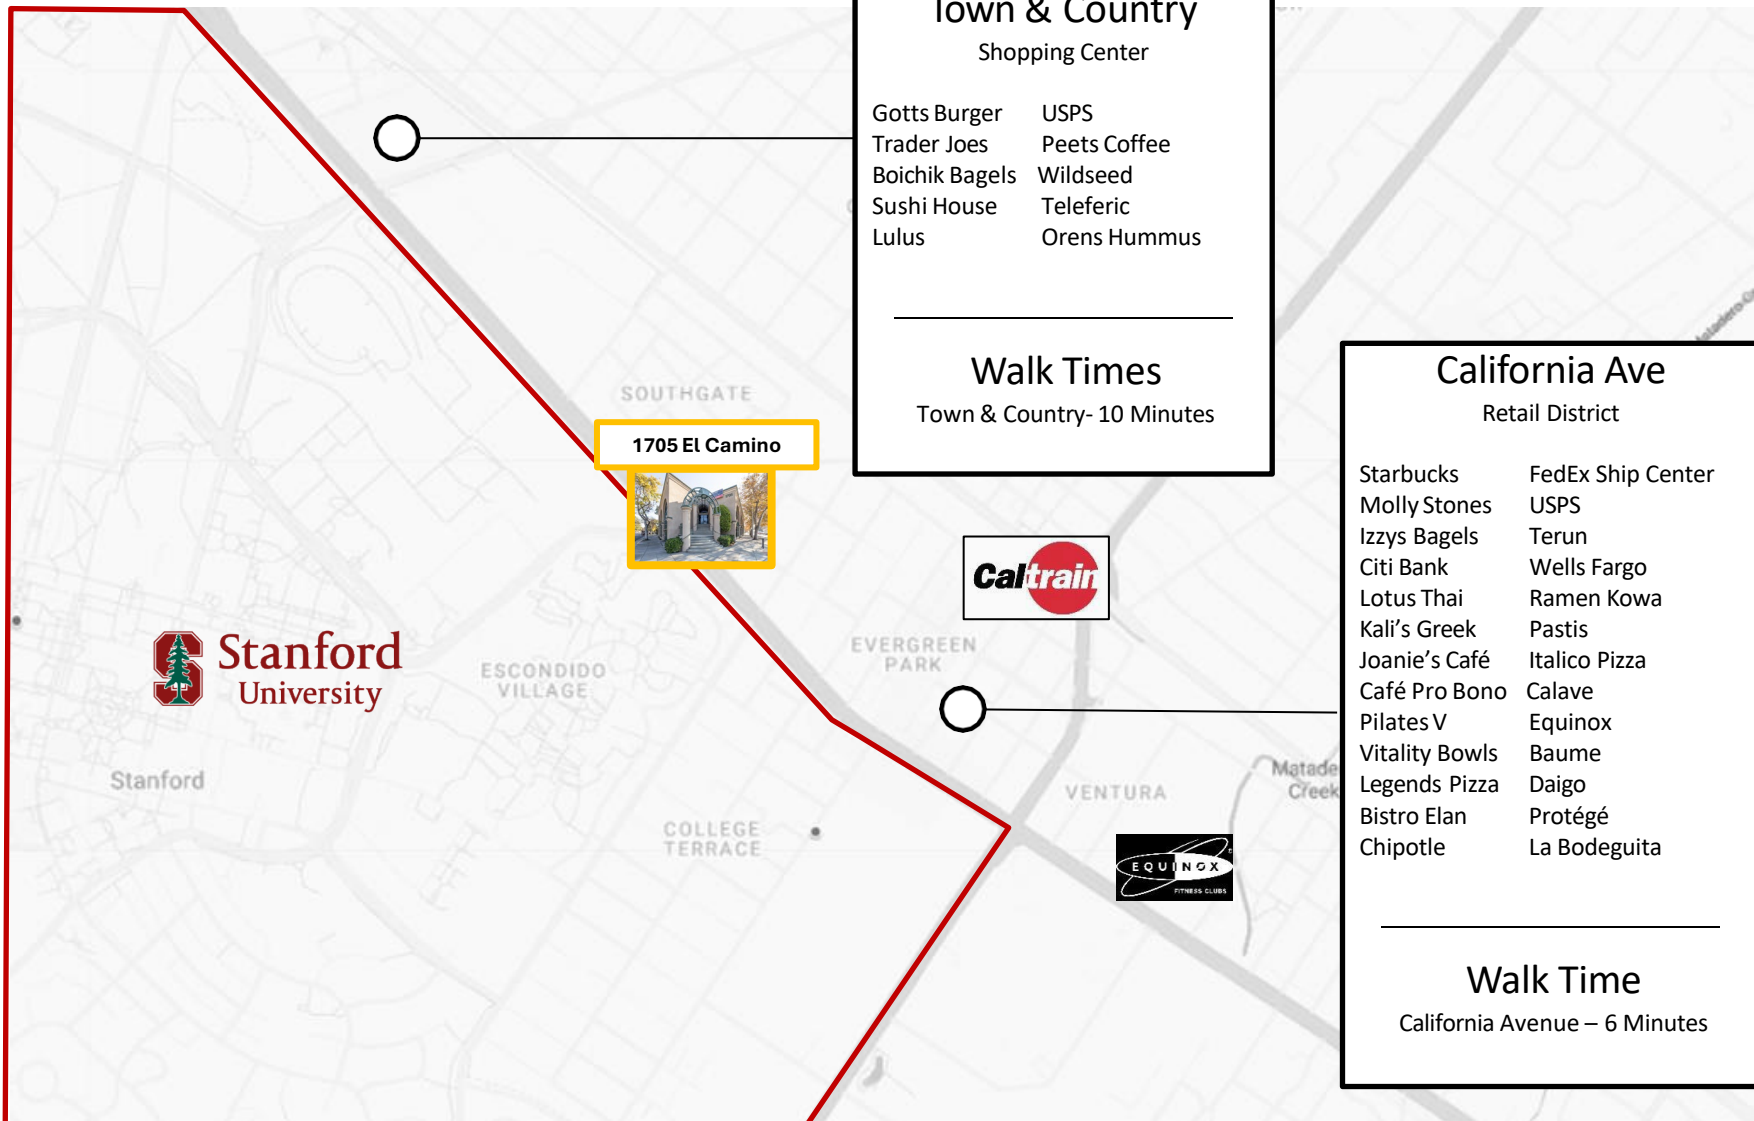 Town & Country
Shopping Center
Gotts Burger USPS
Trader Joes Peets Coffee
Boichik Bagels Wildseed
Sushi House Teleferic
Lulus Orens Hummus
Walk Times
Town & Country- 10 Minutes
California Ave
Retail District
Starbucks FedEx Ship Center
Molly Stones USPS
Izzys Bagels Terun
Citi Bank Wells Fargo
Lotus Thai Ramen Kowa
Kali's Greek Pastis
Joanie's Café Italico Pizza
Café Pro Bono Calave
Pilates V Equinox
Vitality Bowls Baume
Legends Pizza Daigo
Bistro Elan Protégé
Chipotle La Bodeguita
Walk Time
California Avenue – 6 Minutes
SOUTHGATE
1705 El Camino
Caltrain
EVERGREEN
PARK
Stanford
University
ESCONDIDO
VILLAGE
Stanford
COLLEGE
TERRACE
VENTURA
Matade
Creek
EQUINOX
FITNESS CLUBS